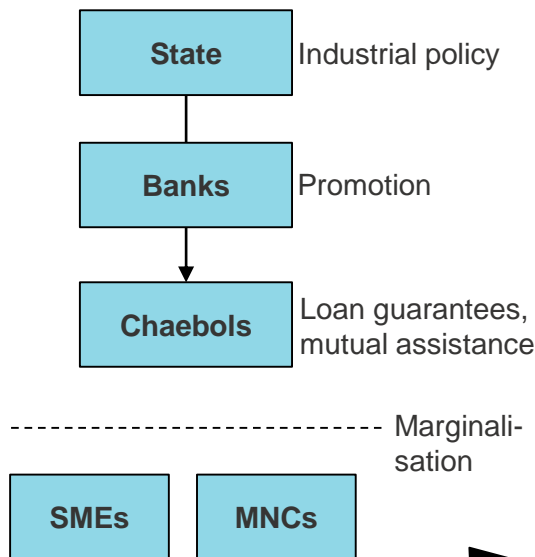 State
Industrial policy
Banks
Promotion
Chaebols
Loan guarantees,
mutual assistance
Marginali-
sation
SMEs
MNCs